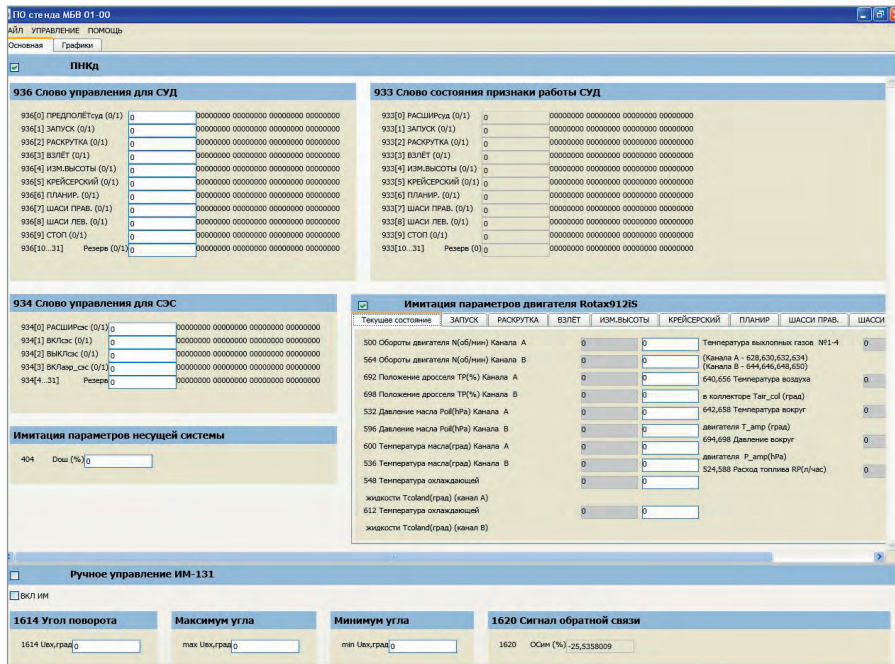 ПО стенда МБВ 01-00
АЙЛ УПРАВЛЕНИЕ ПОМОЩЬ
Основная Графики
ПНКд
936 Слово управления для СУД
936[0] ПРЕДПОЛЁТсуд (0/1) 0 00000000 00000000 00000000 00000000
936[1] ЗАПУСК (0/1) 0 00000000 00000000 00000000 00000000
936[2] РАСКРУТКА (0/1) 0 00000000 00000000 00000000 00000000
936[3] ВЗЛЁТ (0/1) 0 00000000 00000000 00000000 00000000
936[4] ИЗМ.ВЫСОТЫ (0/1) 0 00000000 00000000 00000000 00000000
936[5] КРЕЙСЕРСКИЙ (0/1) 0 00000000 00000000 00000000 00000000
936[6] ПЛАНИР. (0/1) 0 00000000 00000000 00000000 00000000
936[7] ШАСИ ПРАВ. (0/1) 0 00000000 00000000 00000000 00000000
936[8] ШАСИ ЛЕВ. (0/1) 0 00000000 00000000 00000000 00000000
936[9] СТОП (0/1) 0 00000000 00000000 00000000 00000000
936[10...31] Резерв (0/1) 0 00000000 00000000 00000000 00000000
933 Слово состояния признаки работы СУД
933[0] РАСШИРсуд (0/1) 0 00000000 00000000 00000000 00000000
933[1] ЗАПУСК (0/1) 0 00000000 00000000 00000000 00000000
933[2] РАСКРУТКА (0/1) 0 00000000 00000000 00000000 00000000
933[3] ВЗЛЁТ (0/1) 0 00000000 00000000 00000000 00000000
933[4] ИЗМ.ВЫСОТЫ (0/1) 0 00000000 00000000 00000000 00000000
933[5] КРЕЙСЕРСКИЙ (0/1) 0 00000000 00000000 00000000 00000000
933[6] ПЛАНИР. (0/1) 0 00000000 00000000 00000000 00000000
933[7] ШАСИ ПРАВ. (0/1) 0 00000000 00000000 00000000 00000000
933[8] ШАСИ ЛЕВ. (0/1) 0 00000000 00000000 00000000 00000000
933[9] СТОП (0/1) 0 00000000 00000000 00000000 00000000
933[10...31] Резерв (0) 0 00000000 00000000 00000000 00000000
934 Слово управления для СЭС
934[0] РАСШИРсэс (0/1) 0 00000000 00000000 00000000 00000000
934[1] ВКЛсэс (0/1) 0 00000000 00000000 00000000 00000000
934[2] ВЫКЛсэс (0/1) 0 00000000 00000000 00000000 00000000
934[3] ВКЛаэр_сэс (0/1) 0 00000000 00000000 00000000 00000000
934[4...31] Резерв 0 00000000 00000000 00000000 00000000
Имитация параметров несущей системы
404 Dош (%) 0
Имитация параметров двигателя Rotax912iS
Текущее состояние ЗАПУСК РАСКРУТКА ВЗЛЁТ ИЗМ.ВЫСОТЫ КРЕЙСЕРСКИЙ ПЛАНИР ШАССИ ПРАВ. ШАССИ
500 Обороты двигателя N(об/мин) Канала А 0 0
564 Обороты двигателя N(об/мин) Канала В 0 0
692 Положение дросселя ТР(%) Канала А 0 0
698 Положение дросселя ТР(%) Канала В 0 0
532 Давление масла Poil(hPa) Канала А 0 0
596 Давление масла Poil(hPa) Канала В 0 0
600 Температура масла(град) Канала А 0 0
536 Температура масла(град) Канала В 0 0
548 Температура охлаждающей 0 0
жидкости Tcoland(град) (канал А)
612 Температура охлаждающей 0 0
жидкости Tcoland(град) (канал В)
Температура выхлопных газов №1-4 0
(Канала А - 628,630,632,634)
(Канала В - 644,646,648,650)
640,656 Температура воздуха 0
в коллекторе Tair_col (град)
642,658 Температура вокруг 0
двигателя T_amp (град)
694,698 Давление вокруг 0
двигателя P_amp(hPa)
524,588 Расход топлива RP(л/час) 0
Ручное управление ИМ-131
ВКЛ ИМ
1614 Угол поворота
1614 Uвх,град 0
Максимум угла
max Uвх,град 0
Минимум угла
min Uвх,град 0
1620 Сигнал обратной связи
1620 ОСим (%) -25,5358009